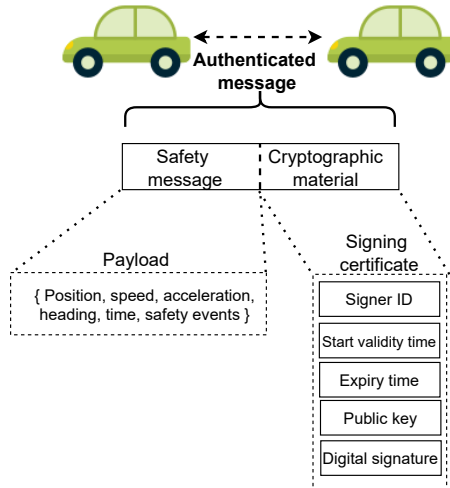 Authenticated
message
Safety
message
Cryptographic
material
Payload
{ Position, speed, acceleration,
heading, time, safety events }
Signing
certificate
Signer ID
Start validity time
Expiry time
Public key
Digital signature